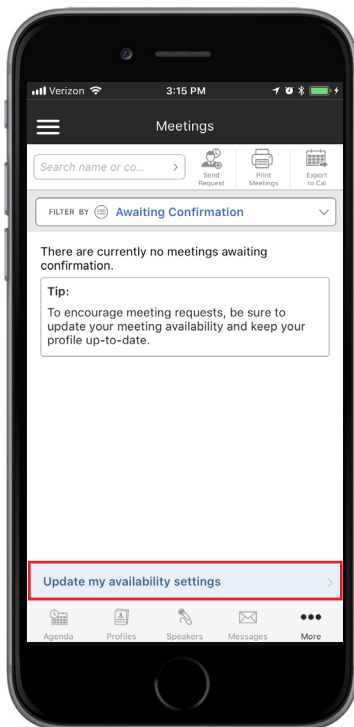 Verizon 3:15 PM
Meetings
Search name or co... Send Request Print Meetings Export to Cal
FILTER BY Awaiting Confirmation
There are currently no meetings awaiting
confirmation.
Tip:
To encourage meeting requests, be sure to
update your meeting availability and keep your
profile up-to-date.
Update my availability settings
Agenda Profiles Speakers Messages More